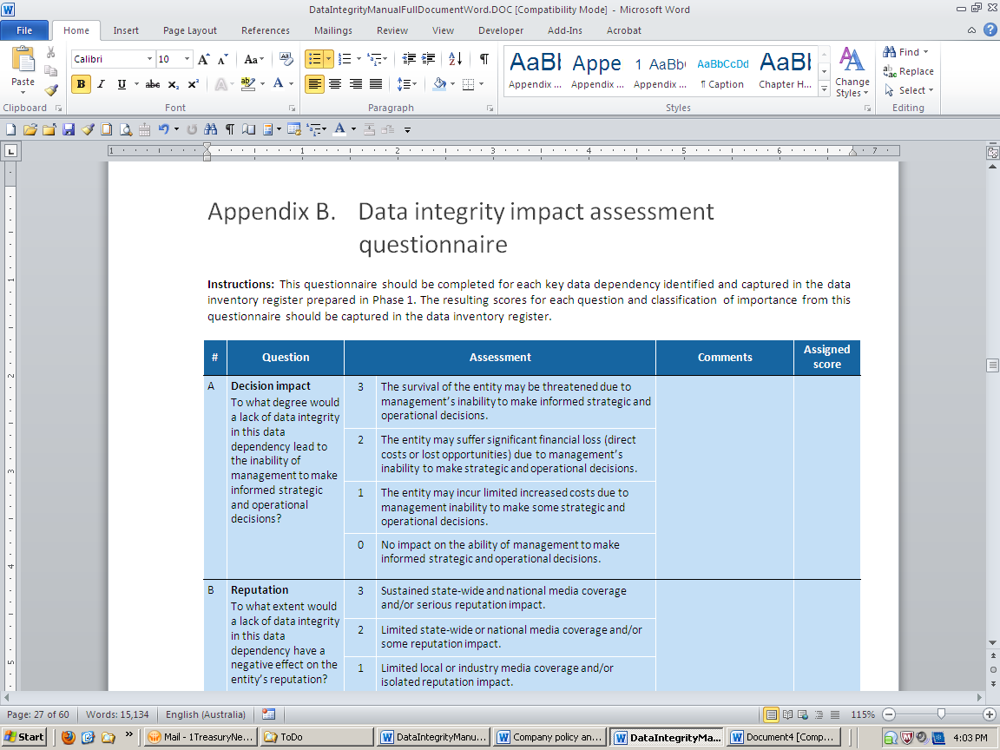 DataIntegrityManualFullDocumentWord.DOC [Compatibility Mode] - Microsoft Word
File Home Insert Page Layout References Mailings Review View Developer Add-Ins Acrobat
Paste
Calibri 10
AaBl Appe 1 AaBb( AaBbCcDd AaBl
Appendix ... Appendix ... Appendix ... ¶ Caption Chapter H...
Change Styles
Find
Replace
Select
Clipboard Font Paragraph Styles Editing
1 1 2 3 4 5 6 7
Appendix B. Data integrity impact assessment
questionnaire
Instructions: This questionnaire should be completed for each key data dependency identified and captured in the data
inventory register prepared in Phase 1. The resulting scores for each question and classification of importance from this
questionnaire should be captured in the data inventory register.
# Question Assessment Comments Assigned score
A Decision impact
To what degree would
a lack of data integrity
in this data
dependency lead to
the inability of
management to make
informed strategic
and operational
decisions?
3 The survival of the entity may be threatened due to
management's inability to make informed strategic and
operational decisions.
2 The entity may suffer significant financial loss (direct
costs or lost opportunities) due to management's
inability to make strategic and operational decisions.
1 The entity may incur limited increased costs due to
management inability to make some strategic and
operational decisions.
0 No impact on the ability of management to make
informed strategic and operational decisions.
B Reputation
To what extent would
a lack of data integrity
in this data
dependency have a
negative effect on the
entity's reputation?
3 Sustained state-wide and national media coverage
and/or serious reputation impact.
2 Limited state-wide or national media coverage and/or
some reputation impact.
1 Limited local or industry media coverage and/or
isolated reputation impact.
Page: 27 of 60 Words: 15,134 English (Australia) 115%
Start Mail - 1TreasuryNe... ToDo DataIntegrityManu... Company policy an... DataIntegrityMa... Document4 [Comp... 4:03 PM